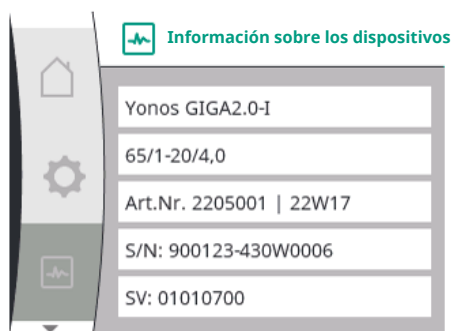 Información sobre los dispositivos
Yonos GIGA2.0-I
65/1-20/4,0
Art.Nr. 2205001 | 22W17
S/N: 900123-430W0006
SV: 01010700